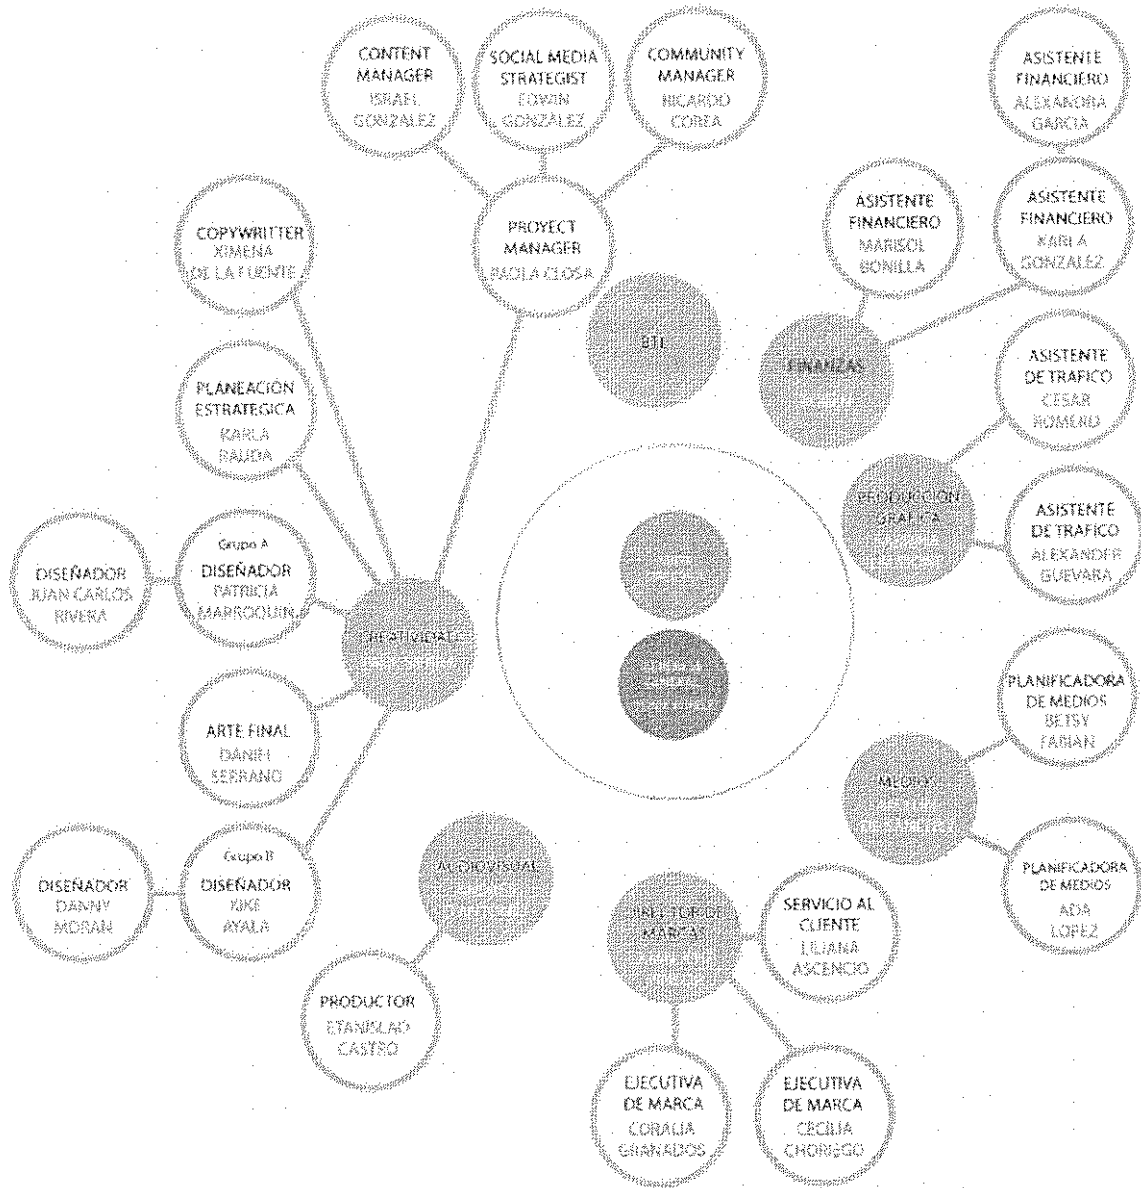 CONTENT
MANAGER
ISRAEL
GONZALEZ
SOCIAL MEDIA
STRATEGIST
EDWIN
GONZÁLEZ
COMMUNITY
MANAGER
RICARDO
COREA
ASISTENTE
FINANCIERO
ALEXANDRA
GARCIA
COPYWRITTER
XIMENA
DE LA FUENTE
PROYECT
MANAGER
PAOLA CLOSA
ASISTENTE
FINANCIERO
MARISOL
BONILLA
ASISTENTE
FINANCIERO
KARLA
GONZALEZ
BTL
FINANZAS
PLANEACIÓN
ESTRATEGICA
KARLA
RAUDA
ASISTENTE
DE TRAFICO
CESAR
ROMERO
PRODUCCIÓN
GRAFICA
ASISTENTE
DE TRAFICO
ALEXANDER
GUEVARA
DISEÑADOR
JUAN CARLOS
RIVERA
Grupo A
DISEÑADOR
PATRICIA
MARROQUIN
CREATIVIDAD
ARTE FINAL
DANIEL
SERRANO
PLANIFICADORA
DE MEDIOS
BETSY
FABIAN
MEDIOS
DISEÑADOR
DANNY
MORAN
Grupo B
DISEÑADOR
KIKE
AYALA
AUDIOVISUAL
DIRECTOR DE
MARCAS
SERVICIO AL
CLIENTE
LILIANA
ASCENCIO
PLANIFICADORA
DE MEDIOS
ADA
LOPEZ
PRODUCTOR
ETANISLAO
CASTRO
EJECUTIVA
DE MARCA
CORALIA
GRANADOS
EJECUTIVA
DE MARCA
CECILIA
CHORIEGO